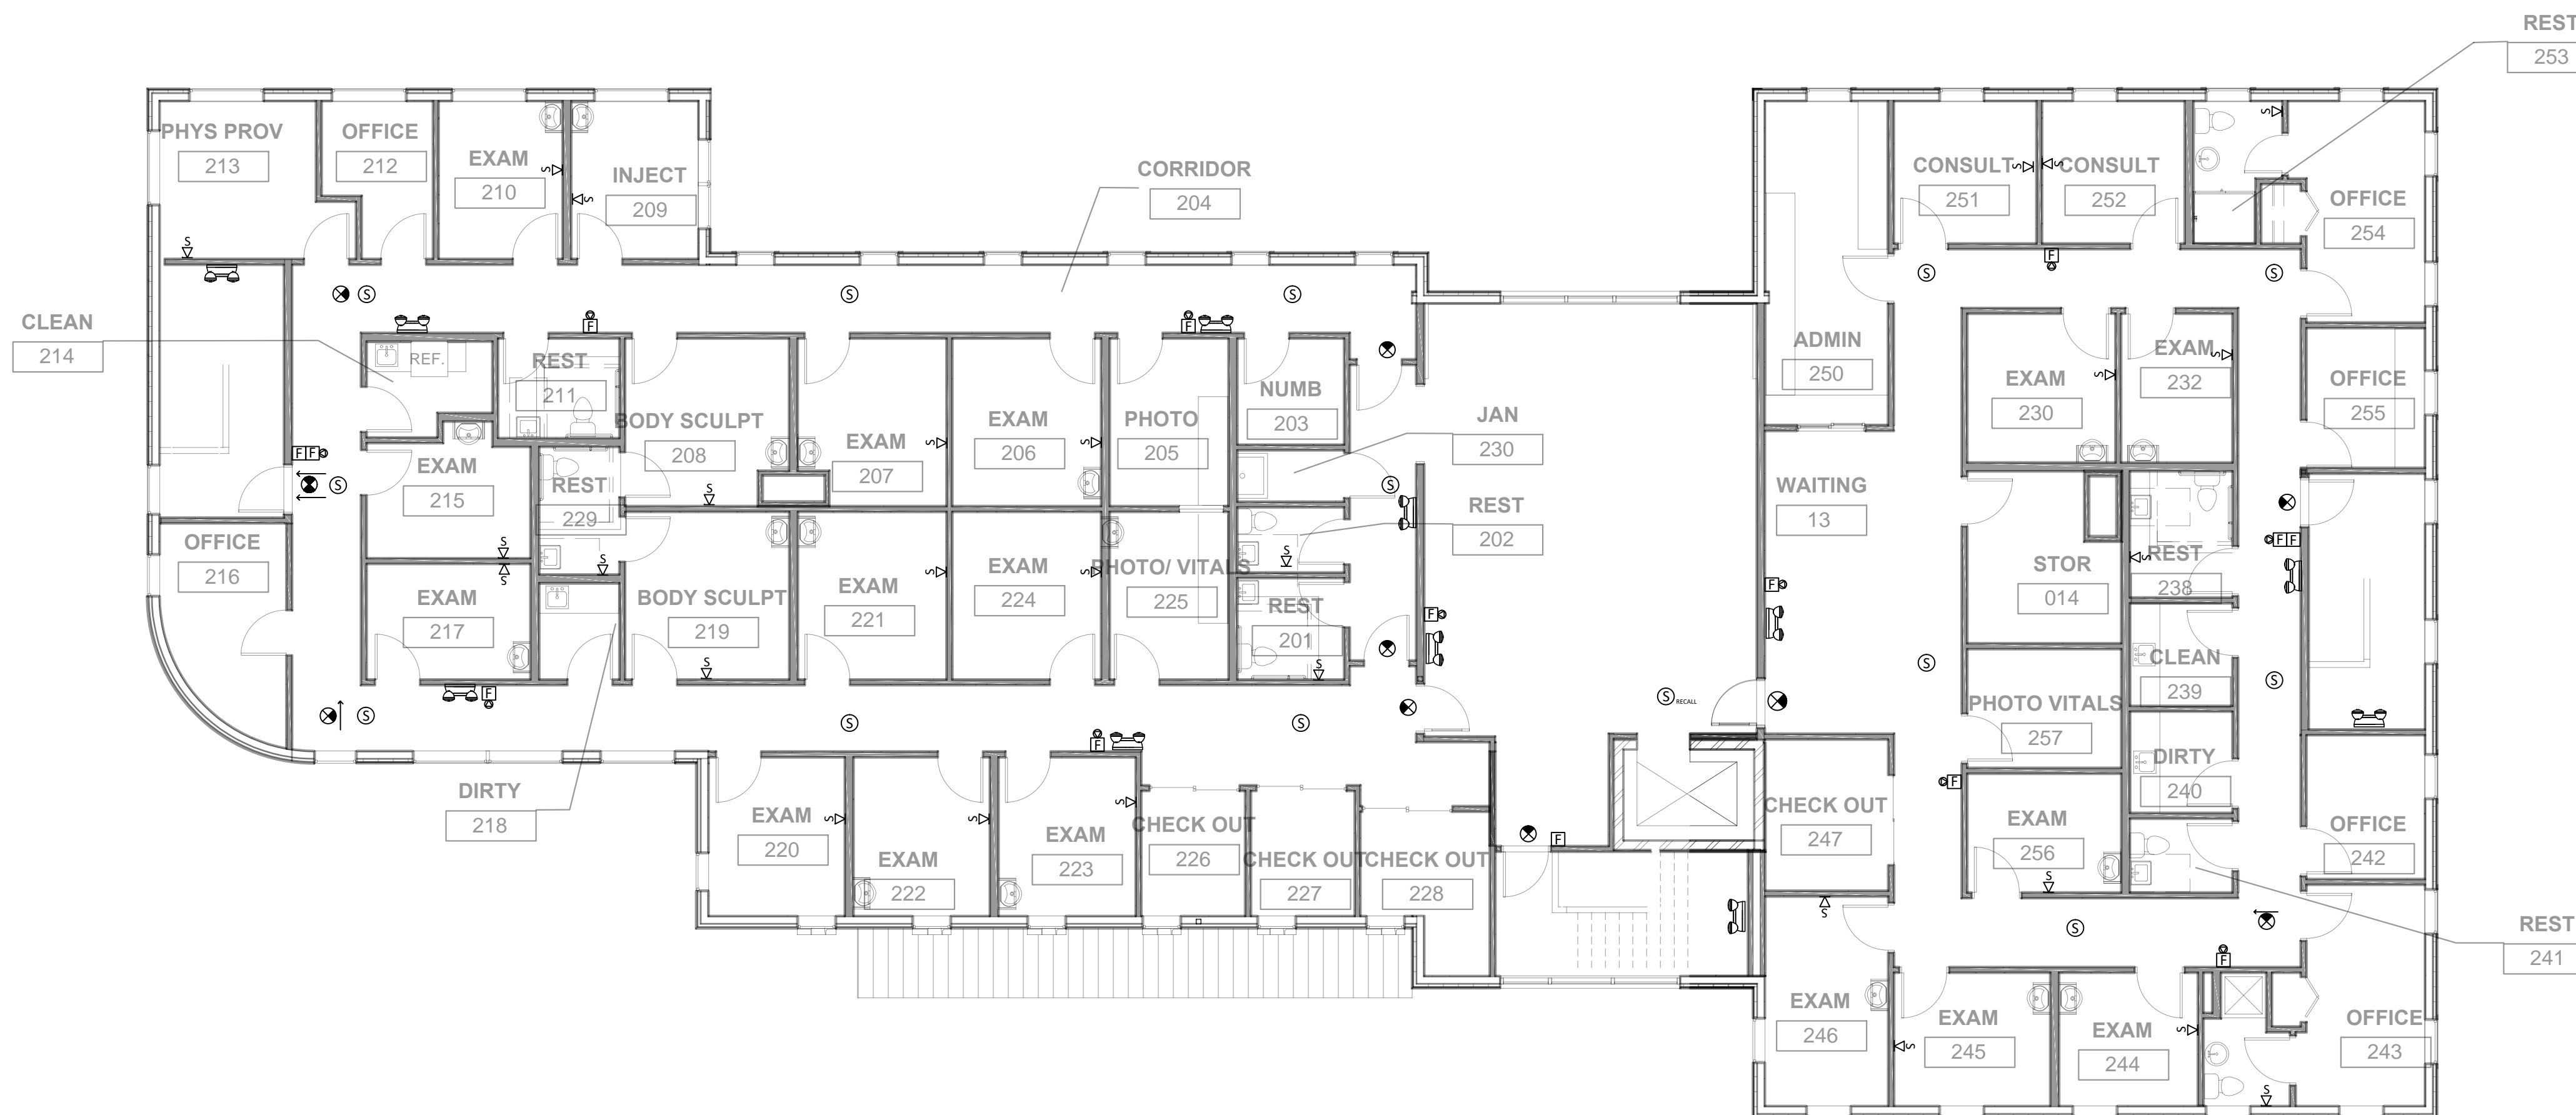 REST
253
PHYS PROV
213
OFFICE
212
EXAM
210
INJECT
209
CORRIDOR
204
CONSULT
251
CONSULT
252
OFFICE
254
S
S
S
S
S
S
S
S
S
S
S
F
S
CLEAN
214
REF.
F
F
REST
211
BODY SCULPT
208
EXAM
207
EXAM
206
PHOTO
205
NUMB
203
JAN
230
ADMIN
250
EXAM
230
EXAM
232
OFFICE
255
S
S
S
S
FF
S
EXAM
215
REST
229
S
S
REST
202
WAITING
13
STOR
014
REST
238
FF
S
OFFICE
216
S
S
S
S
S
S
EXAM
217
BODY SCULPT
219
EXAM
221
EXAM
224
PHOTO/ VITALS
225
REST
201
F
F
CLEAN
239
S
S
S
S
F
PHOTO VITALS
257
S
S
S
S
S RECALL
F
DIRTY
240
DIRTY
218
EXAM
220
EXAM
222
EXAM
223
CHECK OUT
226
CHECK OUT
227
CHECK OUT
228
S
S
S
F
CHECK OUT
247
F
EXAM
256
OFFICE
242
S
S
S
F
REST
241
EXAM
246
EXAM
245
EXAM
244
OFFICE
243
S
S
S